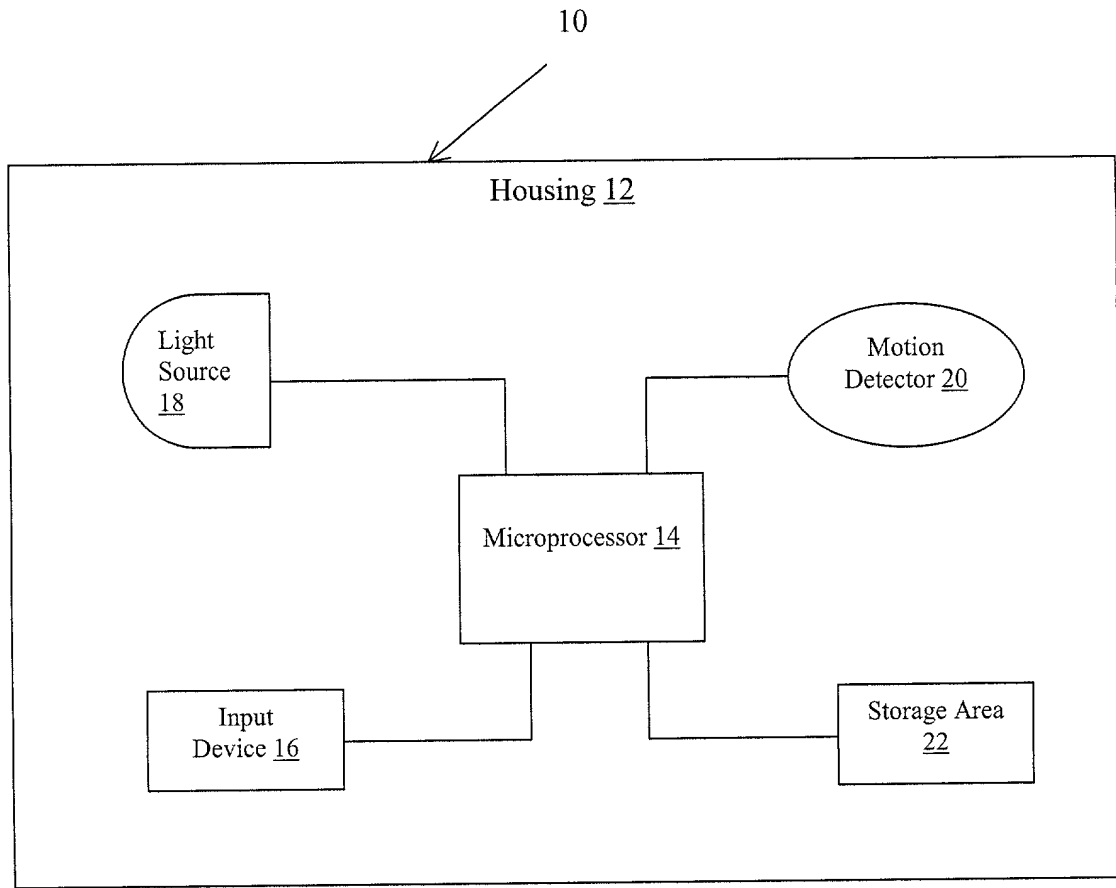 10
Housing 12
Light
Source
18
Motion
Detector 20
Microprocessor 14
Input
Device 16
Storage Area
22